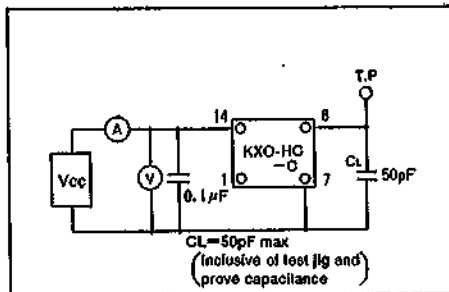 T.P
A
14
8
KXO-HC
-C
Vcc
V
0.1μF
1
7
CL
50pF
CL=50pF max
(inclusive of test jig and
prove capacitance)